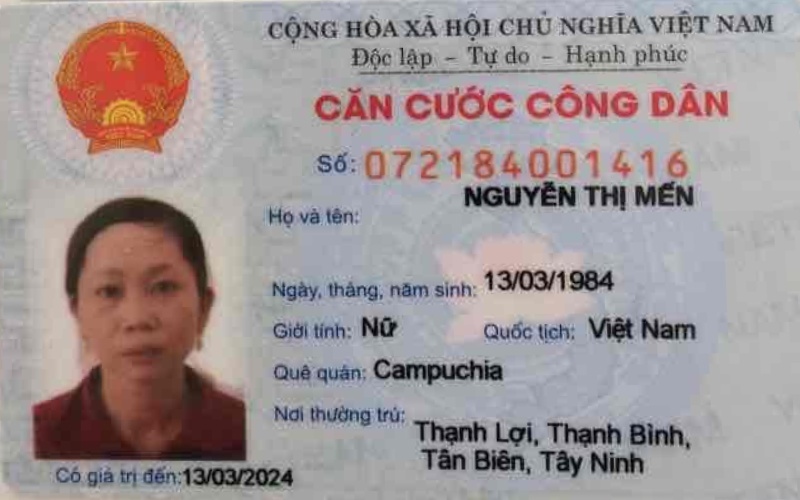 CỘNG HÒA XÃ HỘI CHỦ NGHĨA VIỆT NAM
Độc lập - Tự do - Hạnh phúc
CĂN CƯỚC CÔNG DÂN
Số: 072184001416
NGUYỄN THỊ MẾN
Họ và tên:
Ngày, tháng, năm sinh: 13/03/1984
Giới tính: Nữ Quốc tịch: Việt Nam
Quê quán: Campuchia
Nơi thường trú: Thạnh Lợi, Thạnh Bình,
Tân Biên, Tây Ninh
Có giá trị đến: 13/03/2024